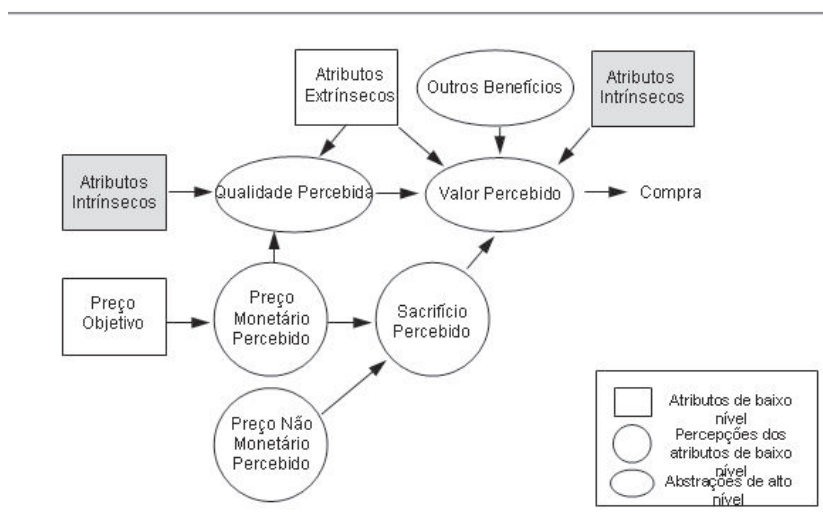 Atributos
Extrínsecos
Outros Benefícios
Atributos
Intrínsecos
Atributos
Intrínsecos
Qualidade Percebida
Valor Percebido
Compra
Preço
Objetivo
Preço
Monetário
Percebido
Sacrifício
Percebido
Preço Não
Monetário
Percebido
Atributos de baixo
nível
Percepções dos
atributos de baixo
nível
Abstrações de alto
nível